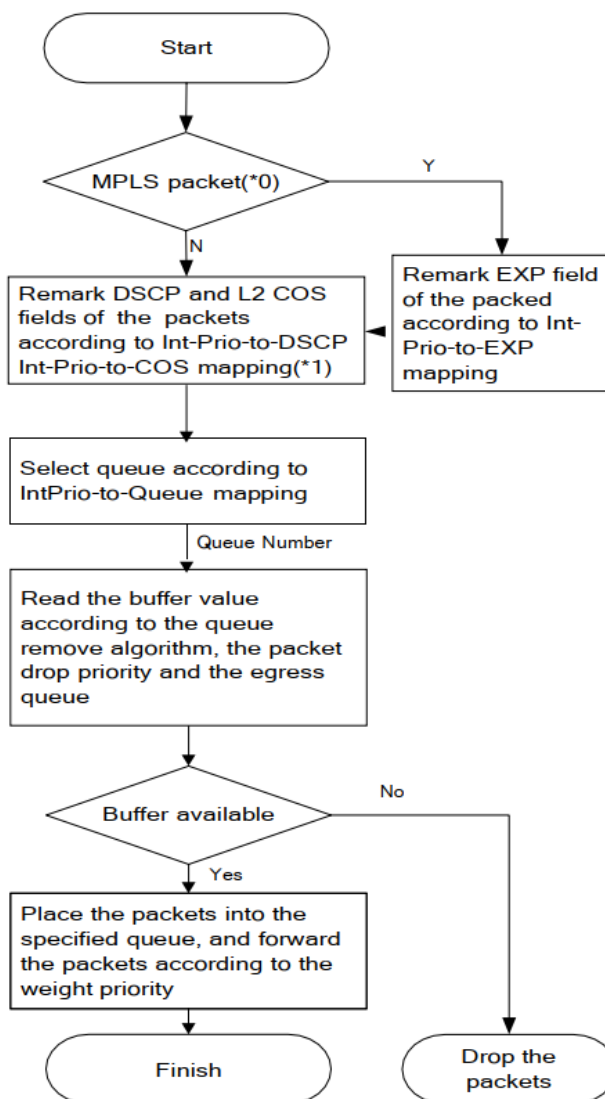 Start
MPLS packet(*0)
Y
N
Remark DSCP and L2 COS
fields of the packets
according to Int-Prio-to-DSCP
Int-Prio-to-COS mapping(*1)
Remark EXP field
of the packed
according to Int-
Prio-to-EXP
mapping
Select queue according to
IntPrio-to-Queue mapping
Queue Number
Read the buffer value
according to the queue
remove algorithm, the packet
drop priority and the egress
queue
Buffer available
No
Yes
Place the packets into the
specified queue, and forward
the packets according to the
weight priority
Finish
Drop the
packets